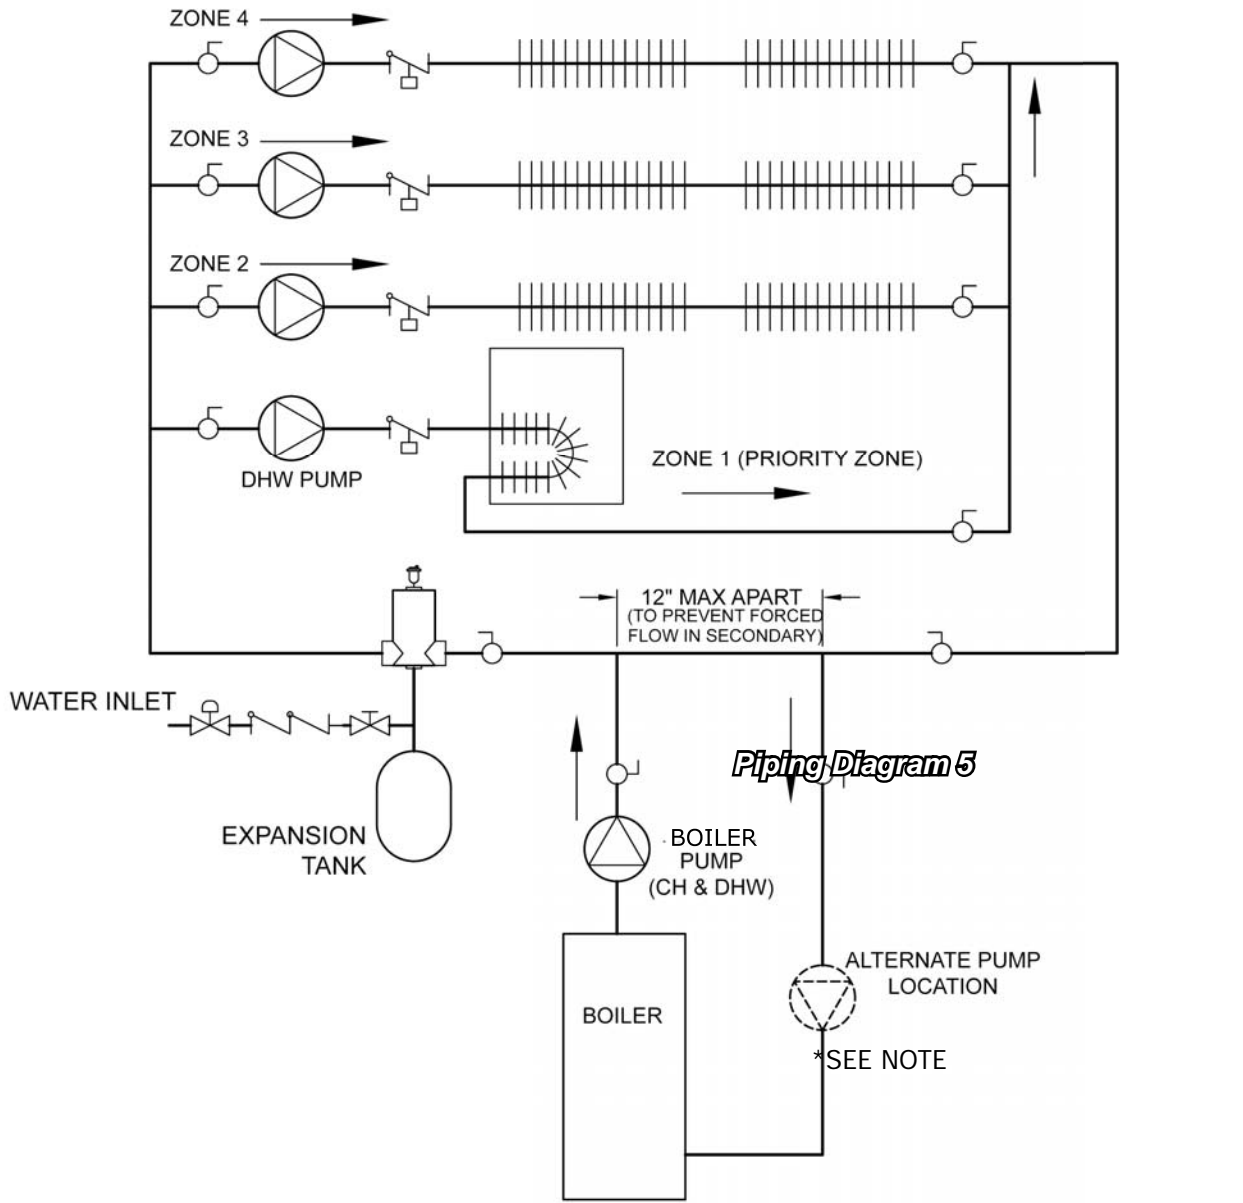 ZONE 4
ZONE 3
ZONE 2
DHW PUMP
ZONE 1 (PRIORITY ZONE)
12" MAX APART
(TO PREVENT FORCED
FLOW IN SECONDARY)
WATER INLET
Piping Diagram 5
EXPANSION
TANK
BOILER
PUMP
(CH & DHW)
ALTERNATE PUMP
LOCATION
BOILER
*SEE NOTE